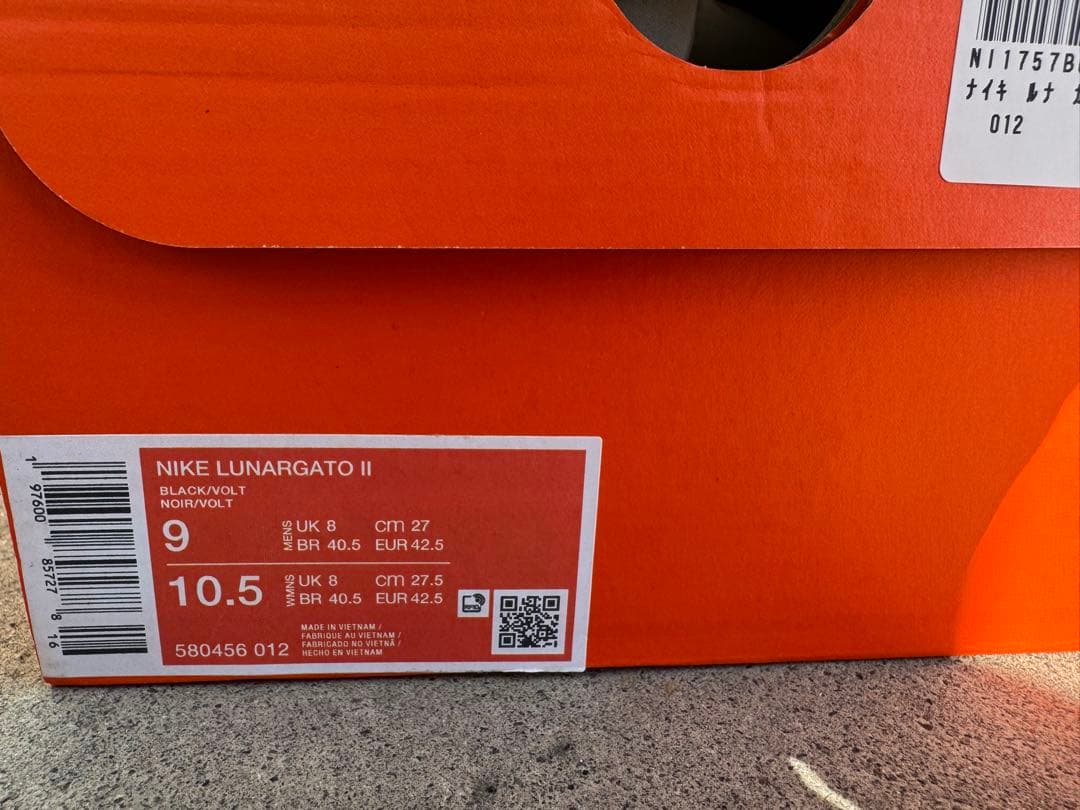 NI1757B
ナイキ ルナ
012
NIKE LUNARGATO II
BLACK/VOLT
NOIR/VOLT
9
MENS
UK 8 cm 27
BR 40.5 EUR 42.5
10.5
WMNS
UK 8 cm 27.5
BR 40.5 EUR 42.5
580456 012
MADE IN VIETNAM /
FABRIQUE AU VIETNAM /
FABRICADO NO VIETNÃ /
HECHO EN VIETNAM
1 97600 85727 8 16